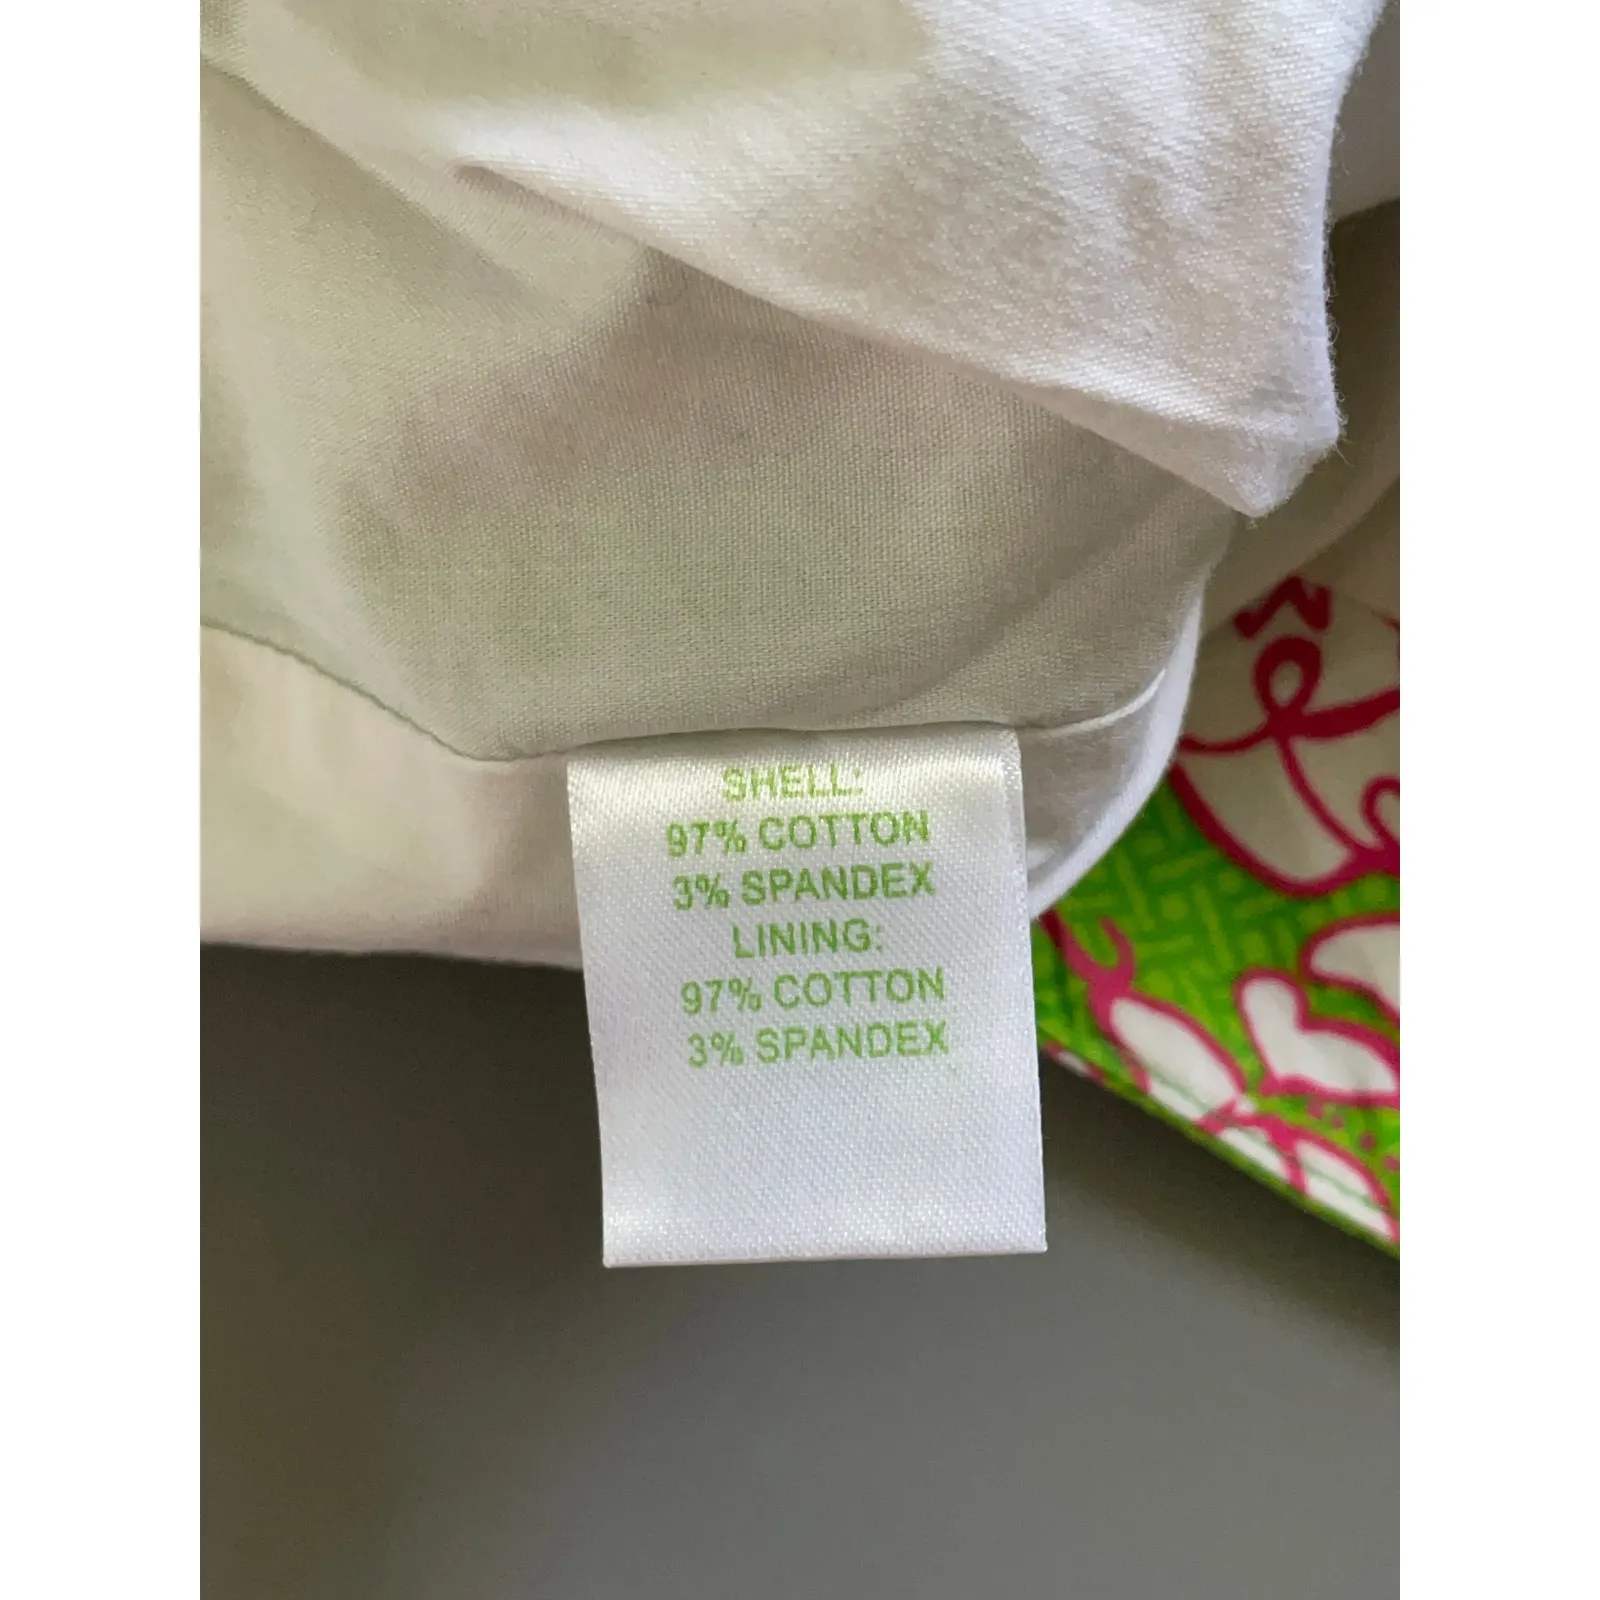 SHELL:
97% COTTON
3% SPANDEX
LINING:
97% COTTON
3% SPANDEX